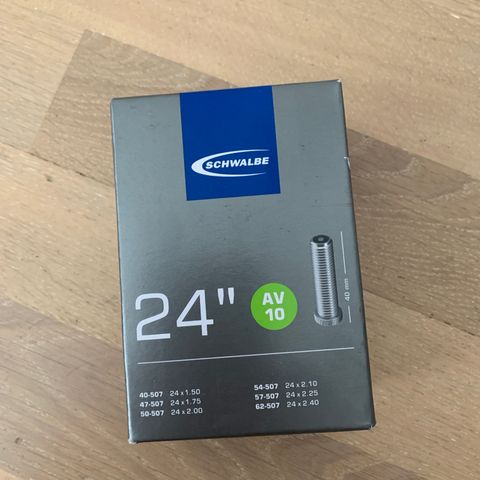 SCHWALBE
24"
AV
10
40 mm
40-507 24 x 1.50
47-507 24 x 1.75
50-507 24 x 2.00
54-507 24 x 2.10
57-507 24 x 2.25
62-507 24 x 2.40